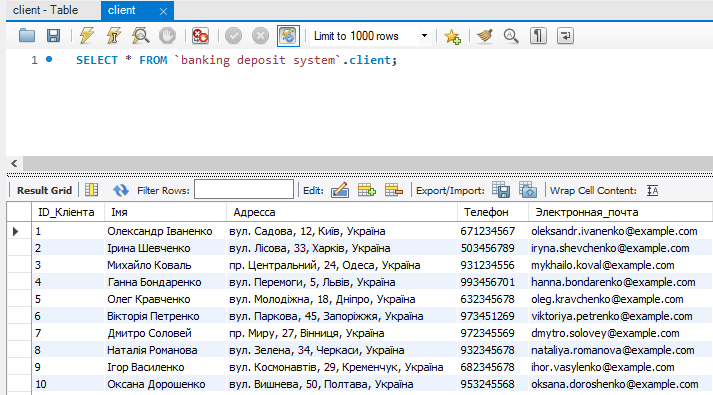 client - Table client
Limit to 1000 rows
1 SELECT * FROM `banking deposit system`.client;
Result Grid Filter Rows: Edit: Export/Import: Wrap Cell Content:
ID_Клієнта Імя Адресса Телефон Электронная_почта
1 Олександр Іваненко вул. Садова, 12, Київ, Україна 671234567 oleksandr.ivanenko@example.com
2 Ірина Шевченко вул. Лісова, 33, Харків, Україна 503456789 iryna.shevchenko@example.com
3 Михайло Коваль пр. Центральний, 24, Одеса, Україна 931234556 mykhailo.koval@example.com
4 Ганна Бондаренко вул. Перемоги, 5, Львів, Україна 993456701 hanna.bondarenko@example.com
5 Олег Кравченко вул. Молодіжна, 18, Дніпро, Україна 632345678 oleg.kravchenko@example.com
6 Вікторія Петренко вул. Паркова, 45, Запоріжжя, Україна 973451269 viktoriya.petrenko@example.com
7 Дмитро Соловей пр. Миру, 27, Вінниця, Україна 972345569 dmytro.solovey@example.com
8 Наталія Романова вул. Зелена, 34, Черкаси, Україна 932345678 nataliya.romanova@example.com
9 Ігор Василенко вул. Космонавтів, 29, Кременчук, Україна 682345678 ihor.vasylenko@example.com
10 Оксана Дорошенко вул. Вишнева, 50, Полтава, Україна 953245568 oksana.doroshenko@example.com